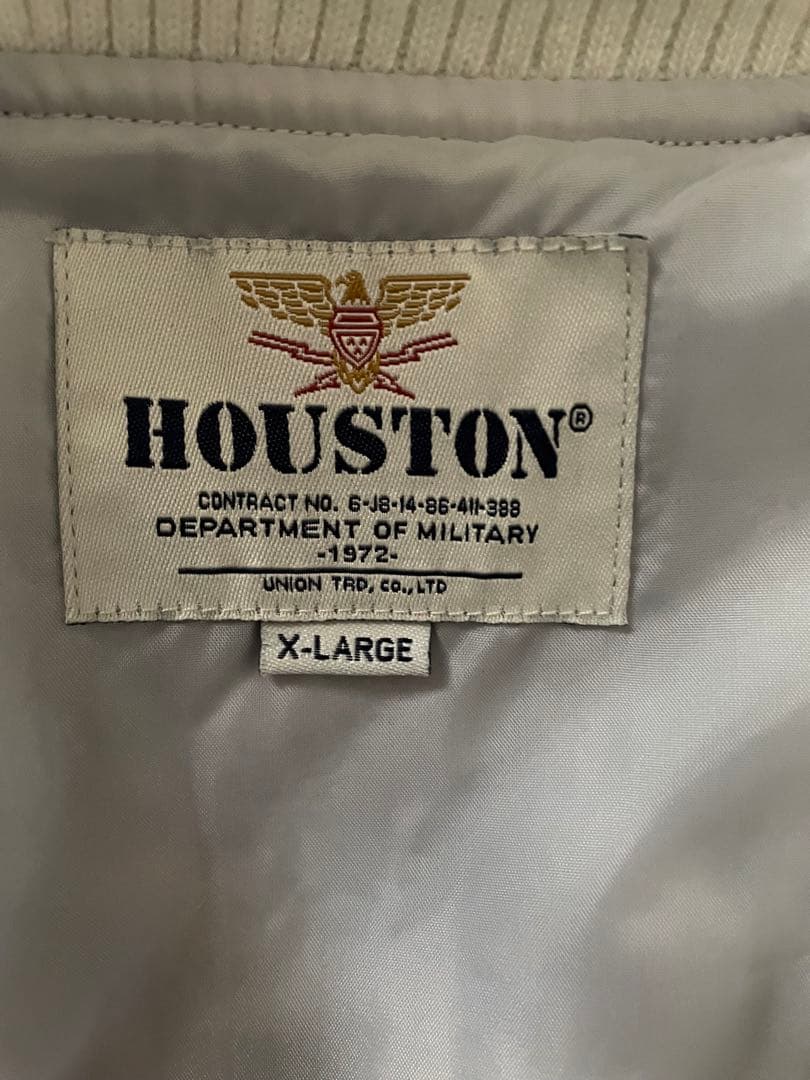 HOUSTON®
CONTRACT NO. 6-J8-14-86-411-388
DEPARTMENT OF MILITARY
-1972-
UNION TRD, co., LTD
X-LARGE